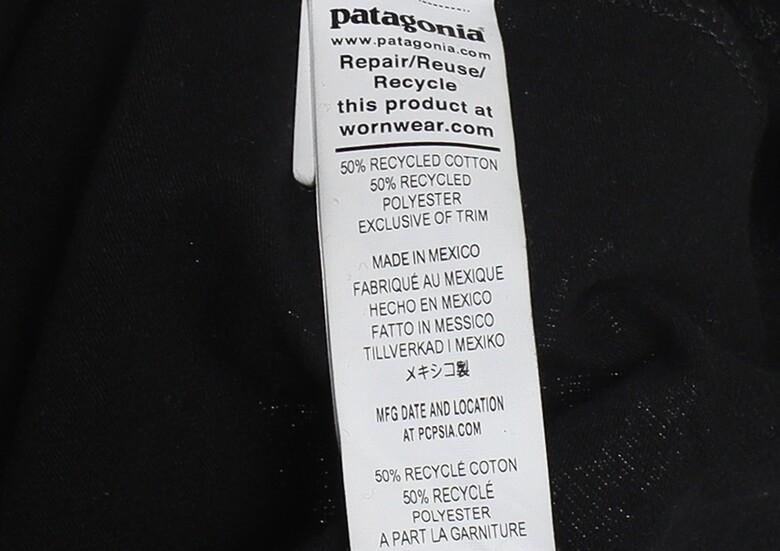 patagonia
www.patagonia.com
Repair/Reuse/
Recycle
this product at
wornwear.com
50% RECYCLED COTTON
50% RECYCLED
POLYESTER
EXCLUSIVE OF TRIM
MADE IN MEXICO
FABRIQUÉ AU MEXIQUE
HECHO EN MEXICO
FATTO IN MESSICO
TILLVERKAD I MEXIKO
メキシコ製
MFG DATE AND LOCATION
AT PCPSIA.COM
50% RECYCLÉ COTON
50% RECYCLÉ
POLYESTER
A PART LA GARNITURE